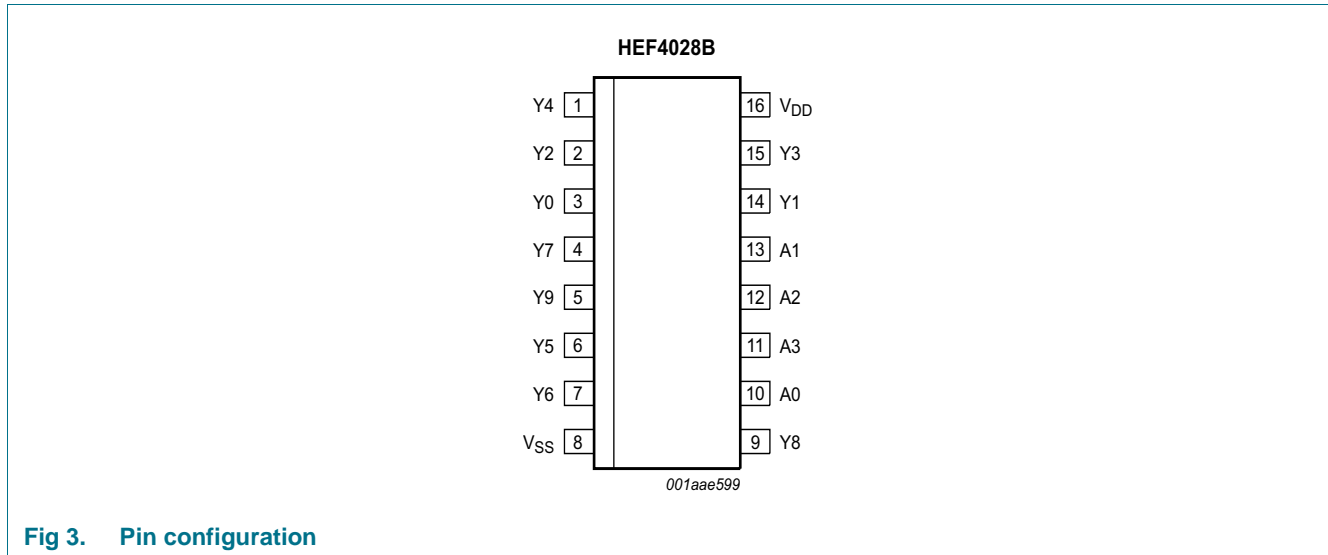 HEF4028B
Y4 1 16 VDD
Y2 2 15 Y3
Y0 3 14 Y1
Y7 4 13 A1
Y9 5 12 A2
Y5 6 11 A3
Y6 7 10 A0
VSS 8 9 Y8
001aae599
Fig 3. Pin configuration